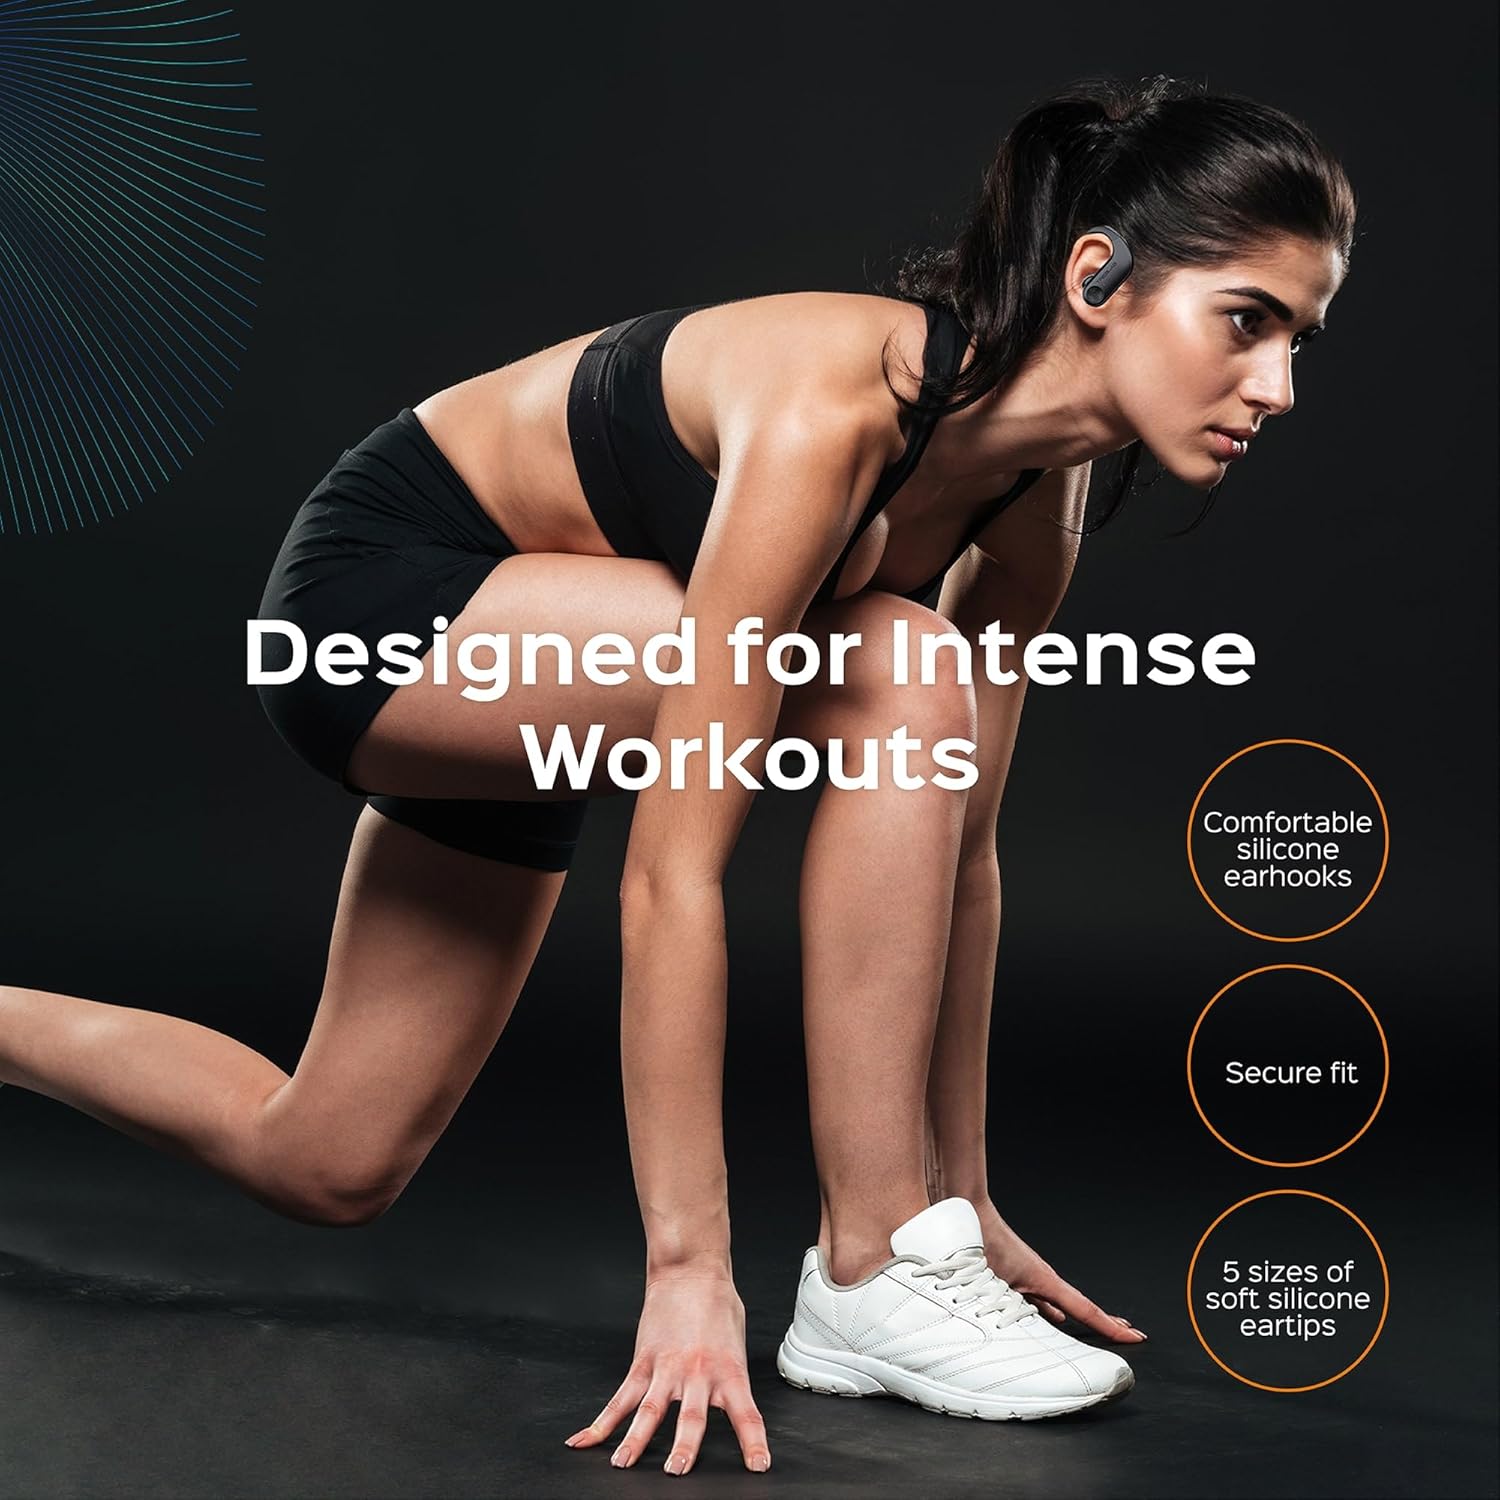 Designed for Intense
Workouts
Comfortable
silicone
earhooks
Secure fit
5 sizes of
soft silicone
eartips